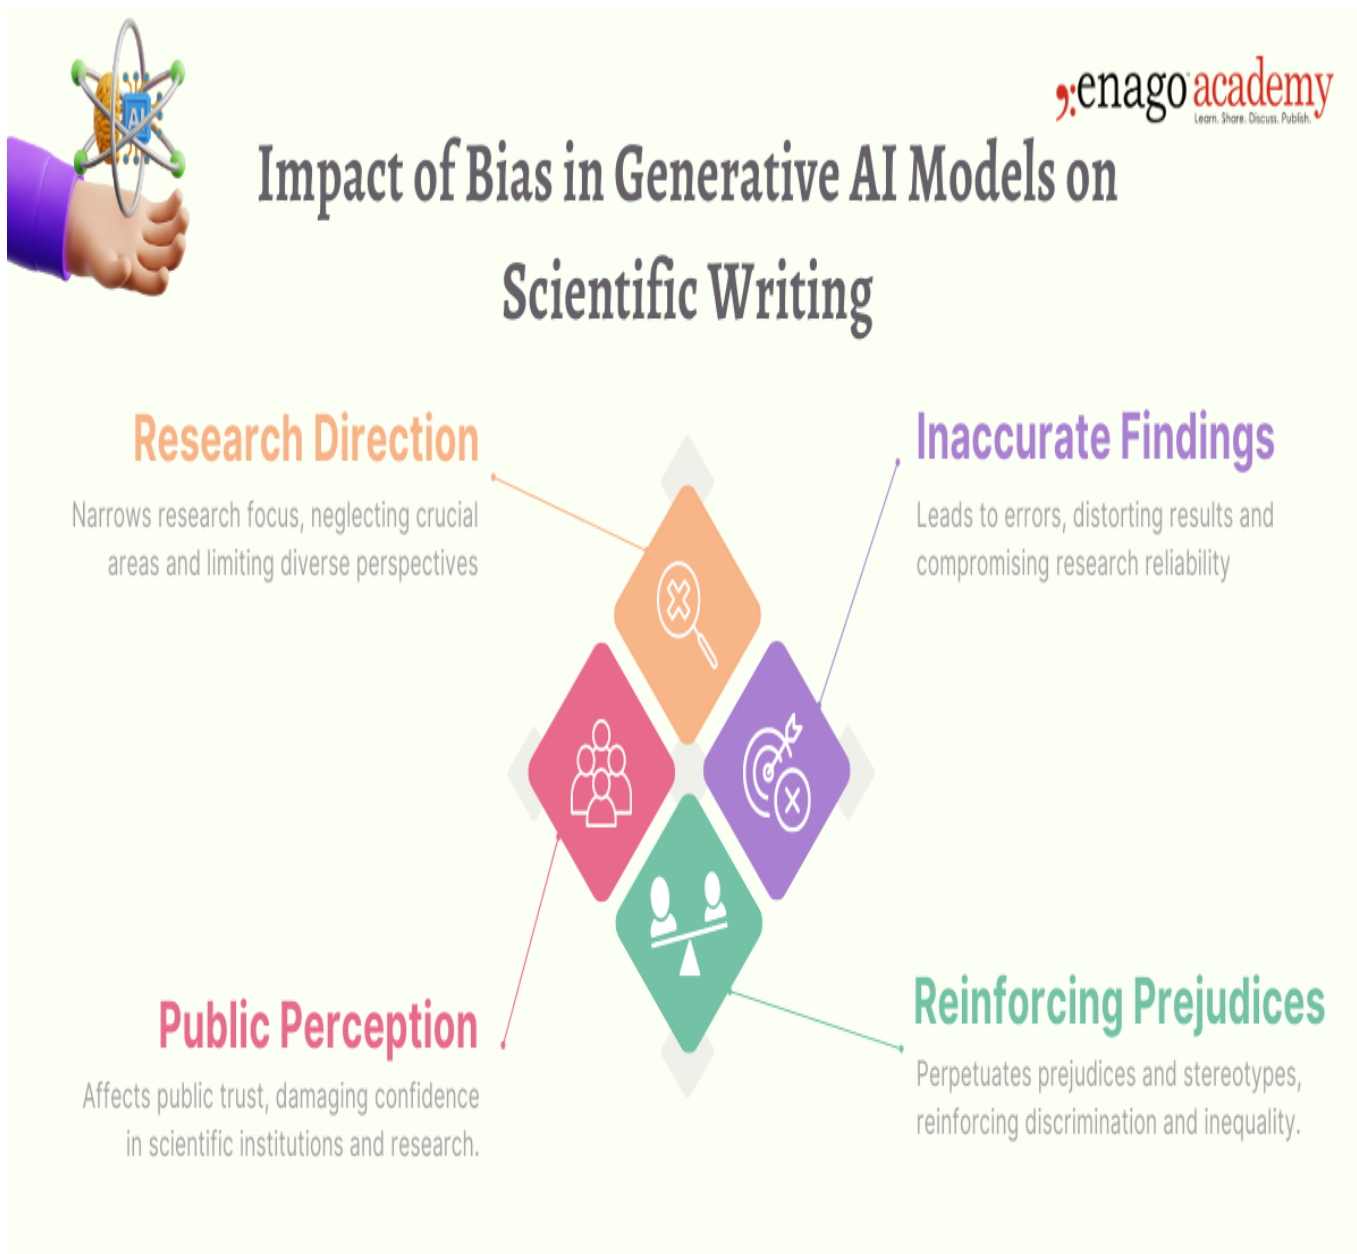 AI
enago academy
Learn. Share. Discuss. Publish.
Impact of Bias in Generative AI Models on
Scientific Writing
Research Direction
Narrows research focus, neglecting crucial
areas and limiting diverse perspectives
Inaccurate Findings
Leads to errors, distorting results and
compromising research reliability
Public Perception
Affects public trust, damaging confidence
in scientific institutions and research.
Reinforcing Prejudices
Perpetuates prejudices and stereotypes,
reinforcing discrimination and inequality.